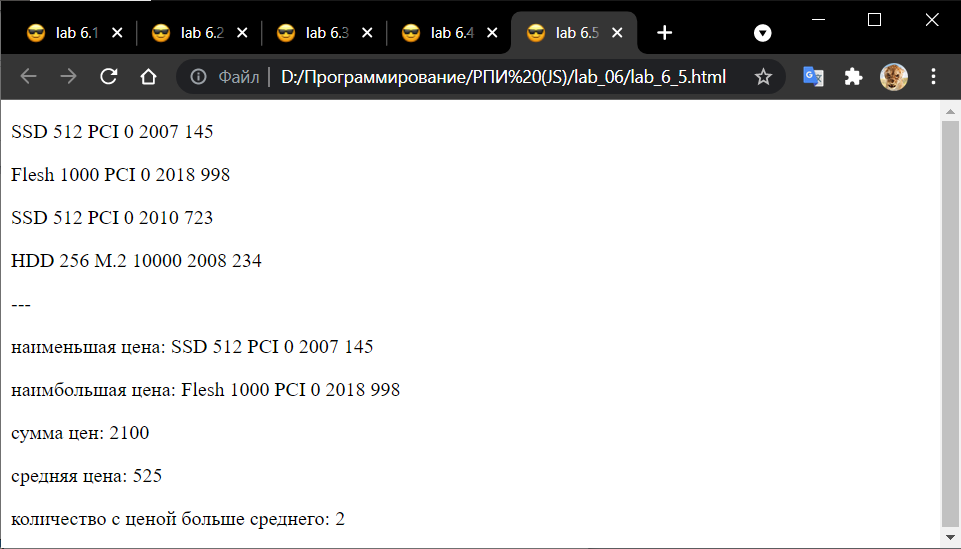 lab 6.1
lab 6.2
lab 6.3
lab 6.4
lab 6.5
Файл
D:/Программирование/РПИ%20(JS)/lab_06/lab_6_5.html
SSD 512 PCI 0 2007 145
Flesh 1000 PCI 0 2018 998
SSD 512 PCI 0 2010 723
HDD 256 M.2 10000 2008 234
---
наименьшая цена: SSD 512 PCI 0 2007 145
наимбольшая цена: Flesh 1000 PCI 0 2018 998
сумма цен: 2100
средняя цена: 525
количество с ценой больше среднего: 2